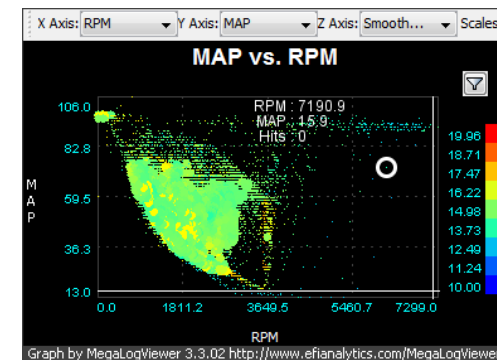 X Axis: RPM Y Axis: MAP Z Axis: Smooth... Scales
MAP vs. RPM
RPM : 7190.9
MAP : 15.9
Hits : 0
106.0
82.8
59.5
36.3
13.0
M
A
P
0.0 1811.2 3649.5 5460.7 7299.0
RPM
19.96
18.71
17.47
16.22
14.98
13.73
12.49
11.24
10.00
Graph by MegaLogViewer 3.3.02 http://www.efianalytics.com/MegaLogViewer